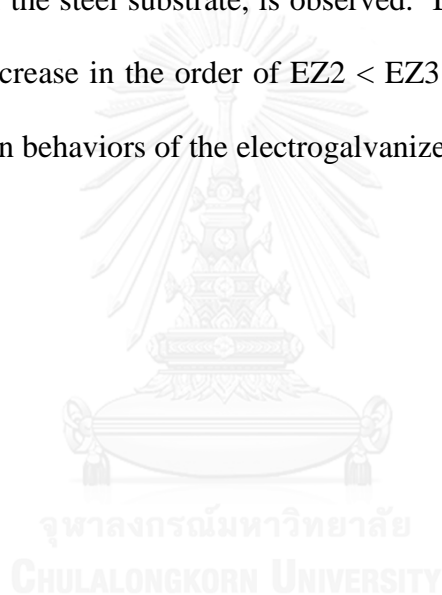 the steel substrate, is observed.
crease in the order of EZ2 < EZ3
n behaviors of the electrogalvanize
จุฬาลงกรณ์มหาวิทยาลัย
CHULALONGKORN UNIVERSITY